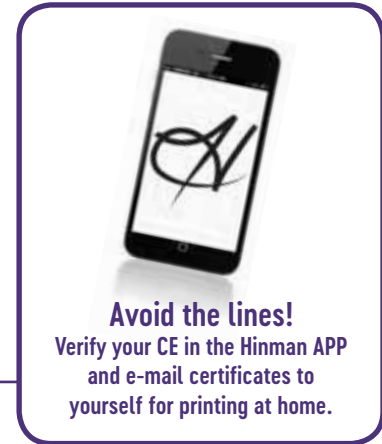 Avoid the lines!
Verify your CE in the Hinman APP
and e-mail certificates to
yourself for printing at home.